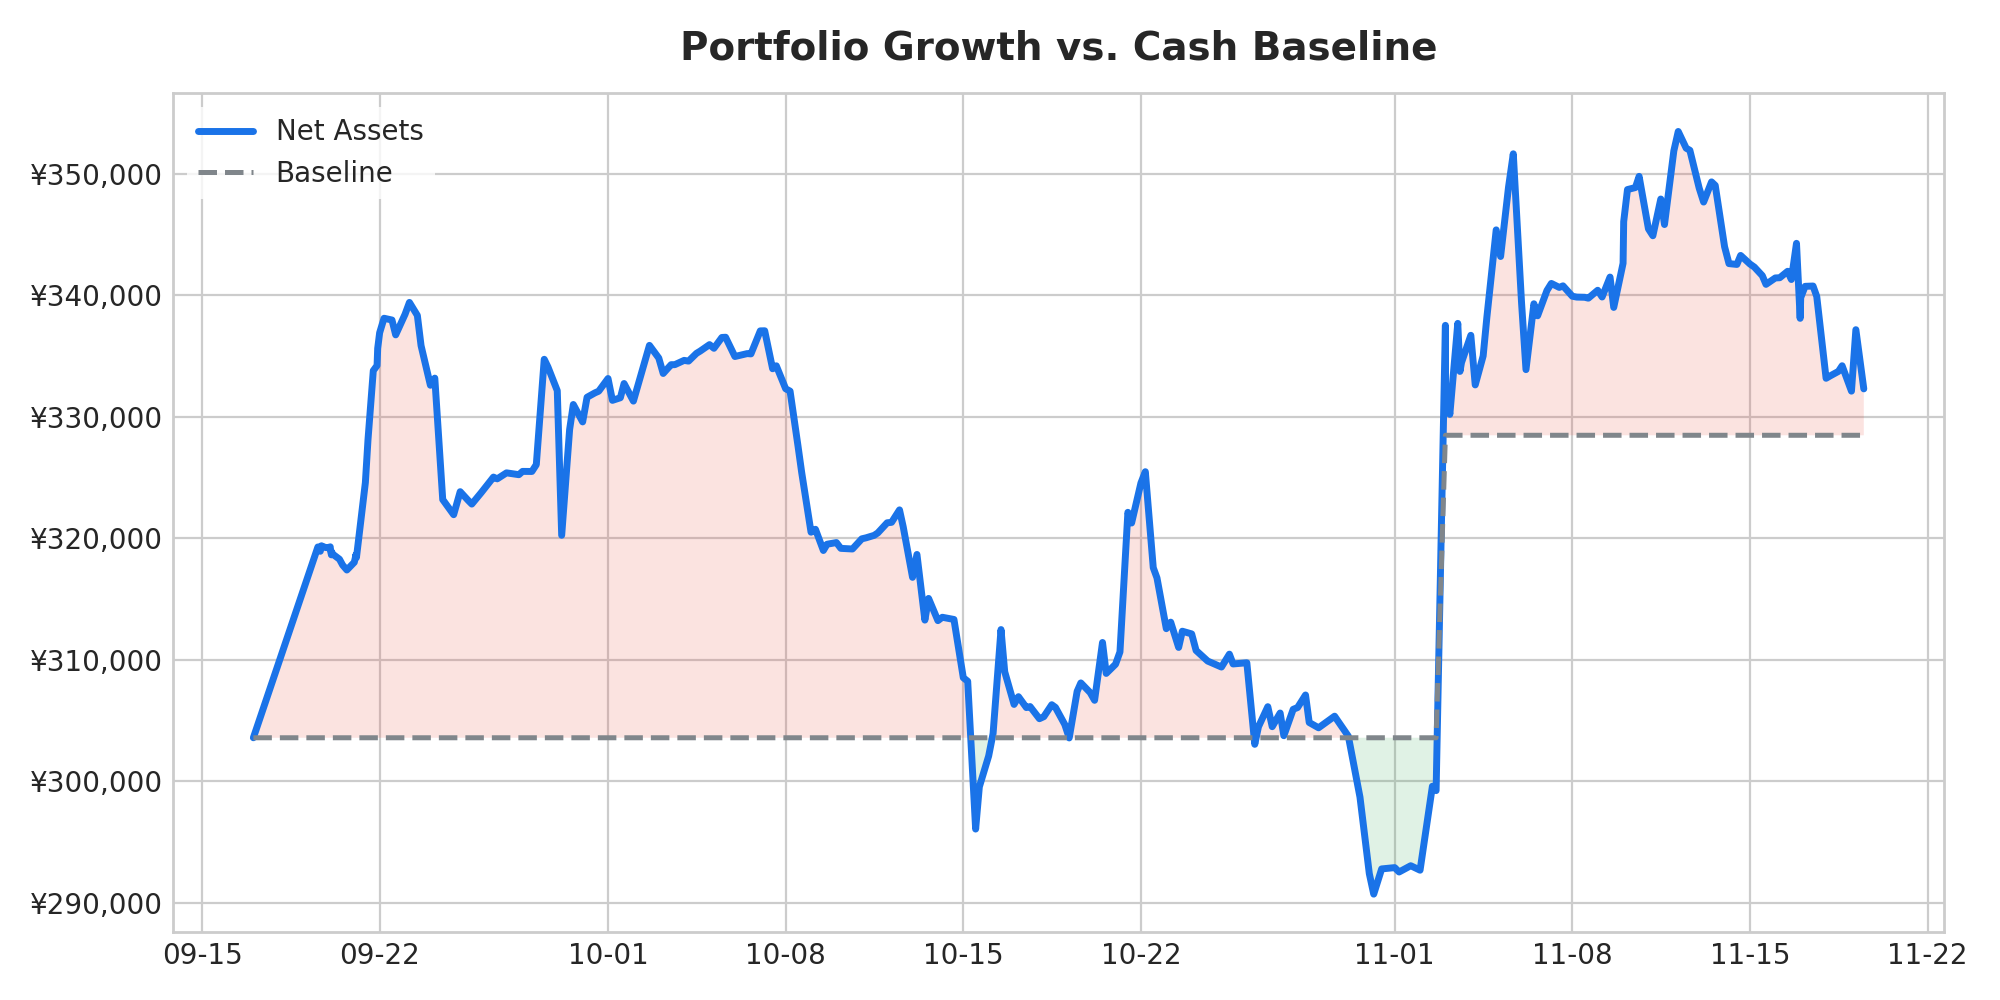 Portfolio Growth vs. Cash Baseline
Net Assets
Baseline
¥350,000
¥340,000
¥330,000
¥320,000
¥310,000
¥300,000
¥290,000
09-15 09-22 10-01 10-08 10-15 10-22 11-01 11-08 11-15 11-22